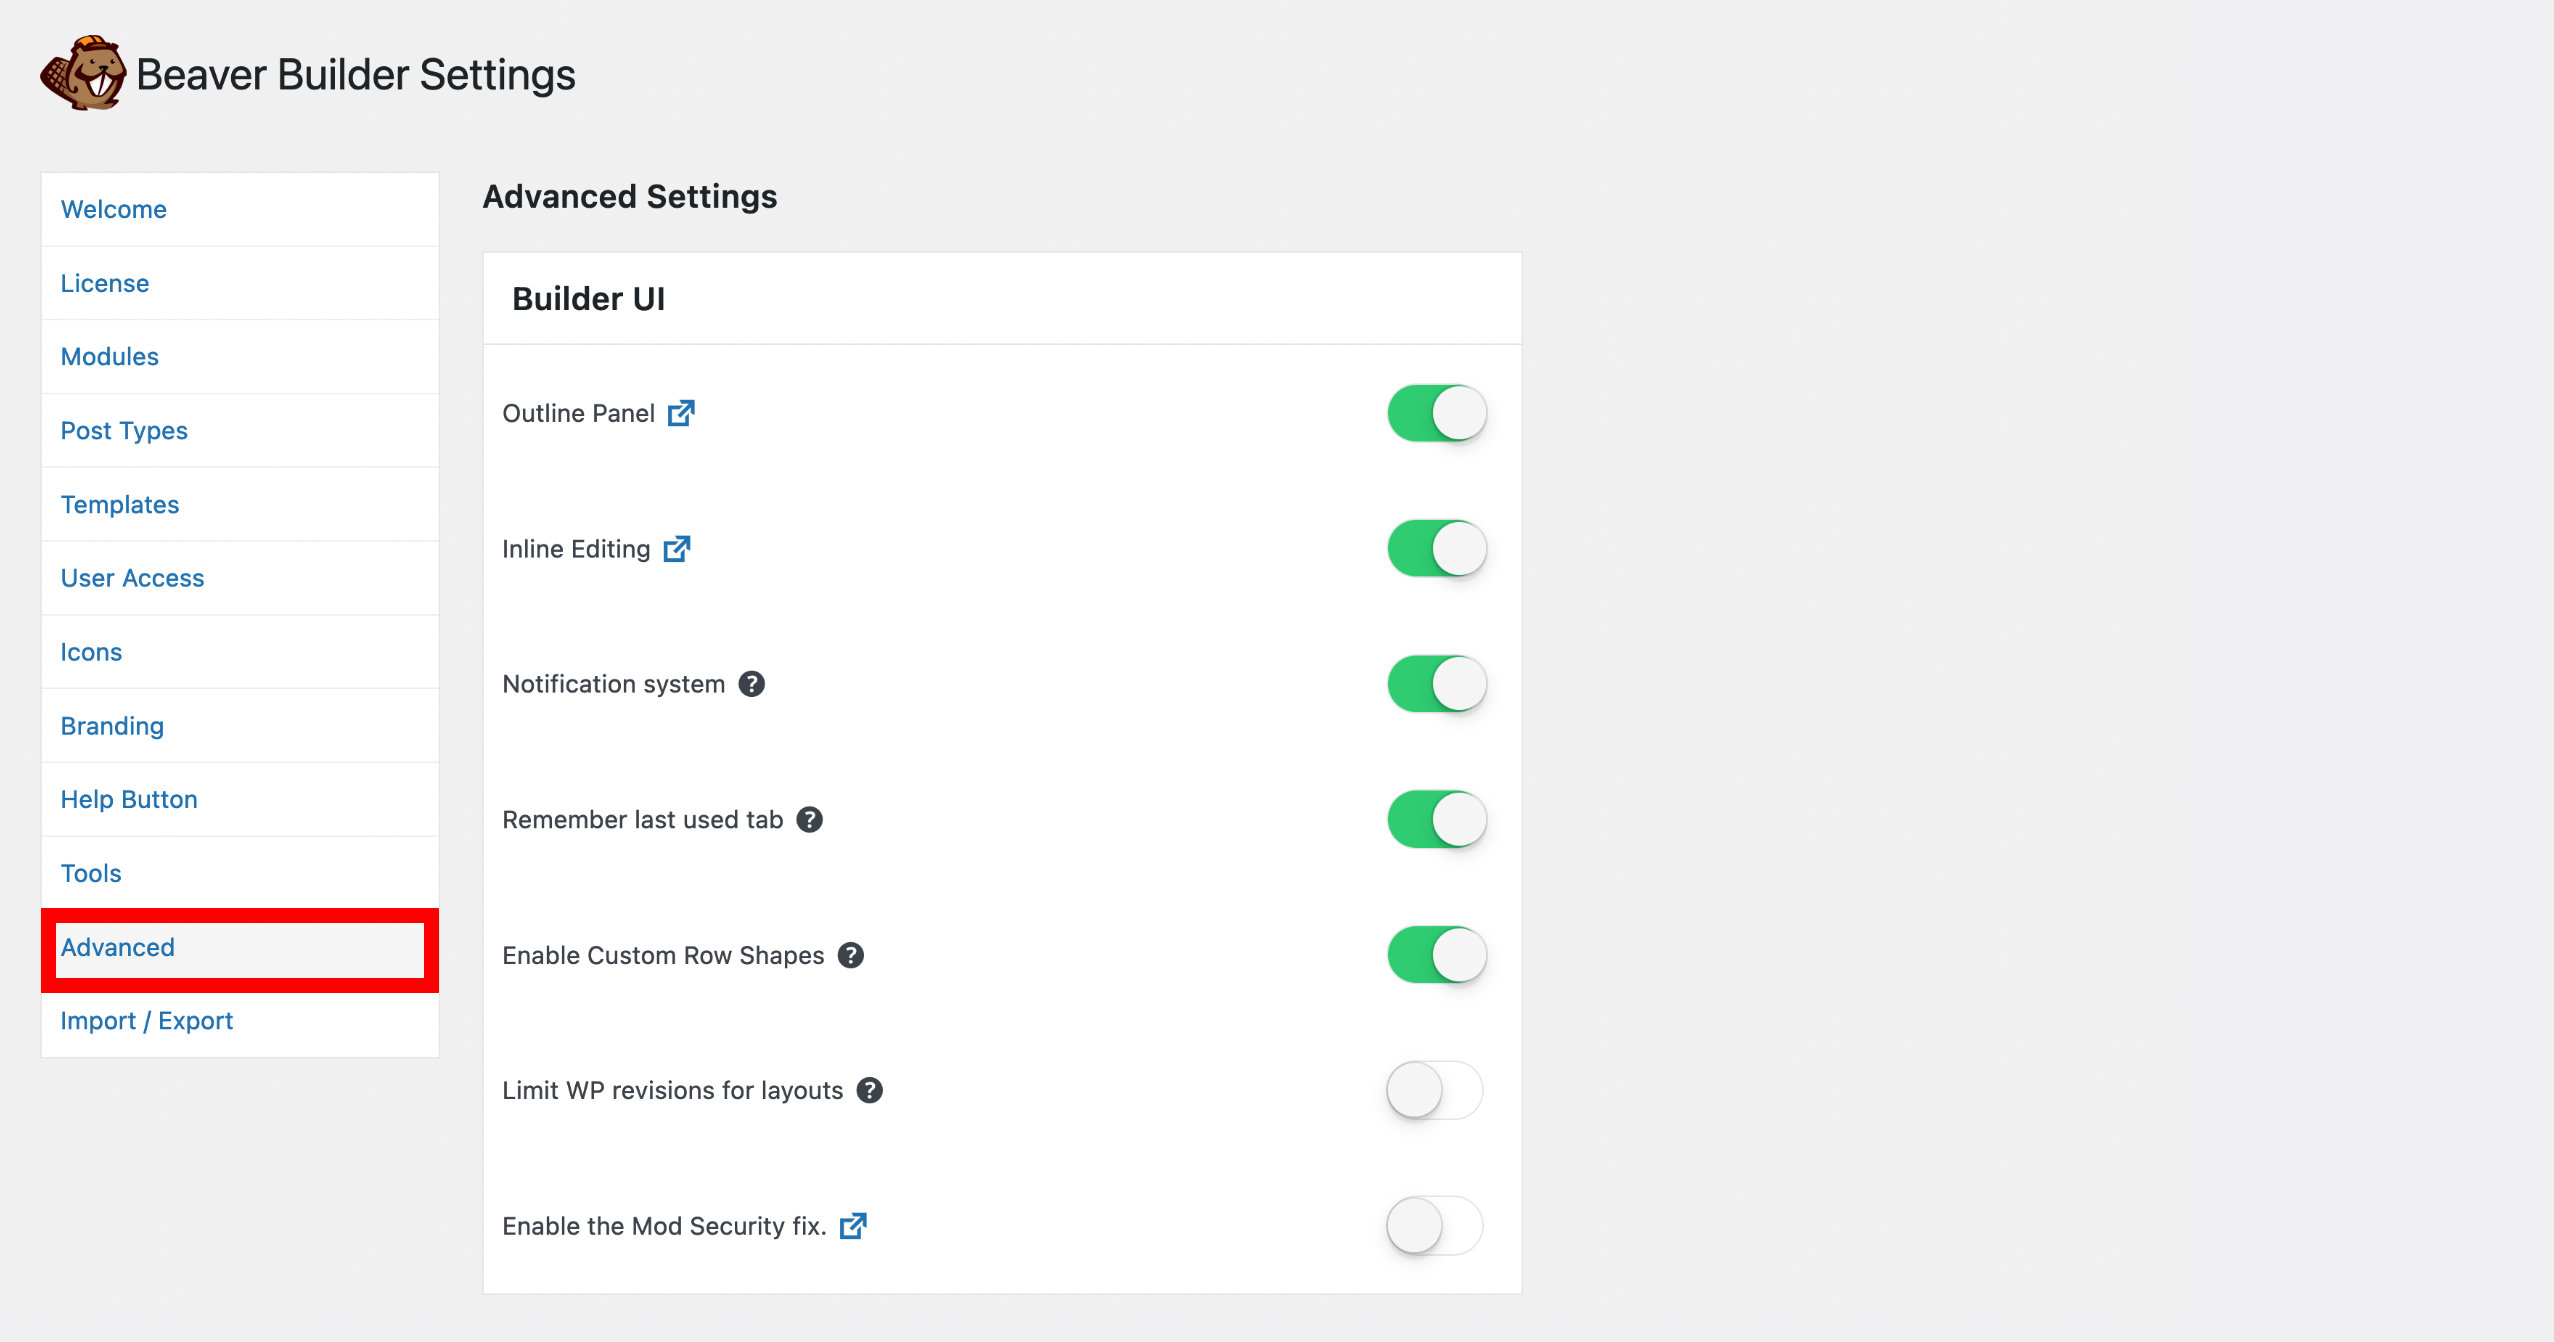 Beaver Builder Settings
Welcome
License
Modules
Post Types
Templates
User Access
Icons
Branding
Help Button
Tools
Advanced
Import / Export
Advanced Settings
Builder UI
Outline Panel
Inline Editing
Notification system ?
Remember last used tab ?
Enable Custom Row Shapes ?
Limit WP revisions for layouts ?
Enable the Mod Security fix.